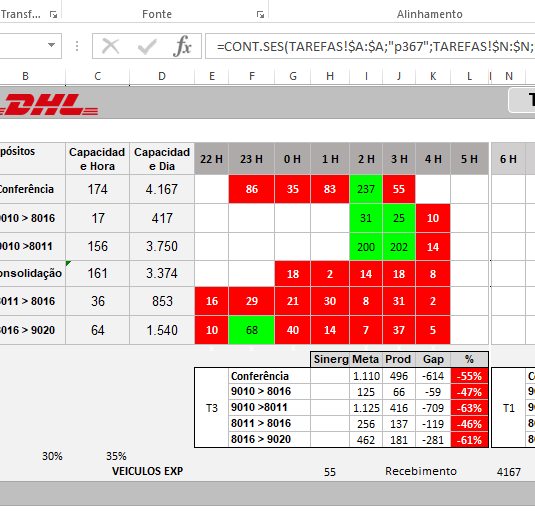 Transf... Fonte Alinhamento
fx =CONT.SES(TAREFAS!$A:$A;"p367";TAREFAS!$N:$N;
B C D E F G H I J K L N
DHL
Capacidad e Hora Capacidad e Dia 22 H 23 H 0 H 1 H 2 H 3 H 4 H 5 H 6 H
174 4.167 86 35 83 237 55
9010 > 8016 17 417 31 25 10
9010 >8011 156 3.750 200 202 14
161 3.374 18 2 14 18 8
8011 > 8016 36 853 16 29 21 30 8 31 2
8016 > 9020 64 1.540 10 68 40 14 7 37 5
Sinerg Meta Prod Gap %
Conferência 1.110 496 -614 -55%
9010 > 8016 125 66 -59 -47%
T3 9010 >8011 1.125 416 -709 -63% T1
8011 > 8016 256 137 -119 -46%
8016 > 9020 462 181 -281 -61%
30% 35%
VEICULOS EXP 55 Recebimento 4167